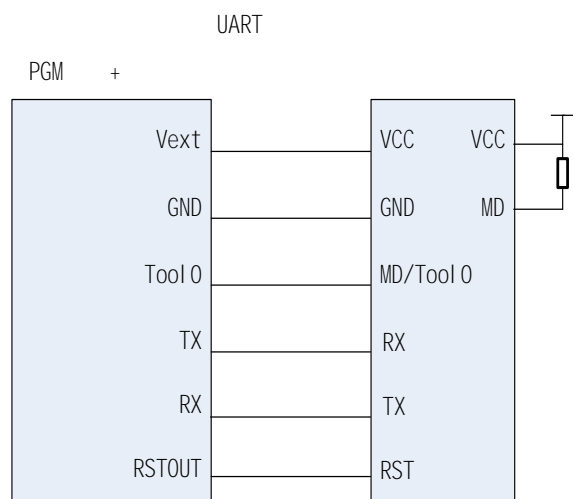 UART
PGM +
Vext VCC VCC
GND GND MD
Tool0 MD/Tool0
TX RX
RX TX
RSTOUT RST